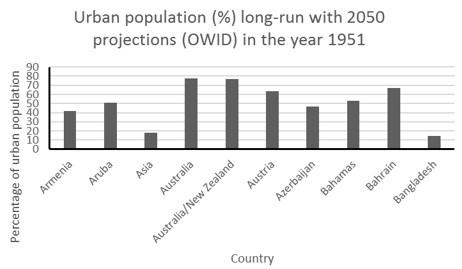 Urban population (%) long-run with 2050
projections (OWID) in the year 1951
Percentage of urban population
90
80
70
60
50
40
30
20
10
0
Armenia
Aruba
Asia
Australia
Australia/New Zealand
Austria
Azerbaijan
Bahamas
Bahrain
Bangladesh
Country